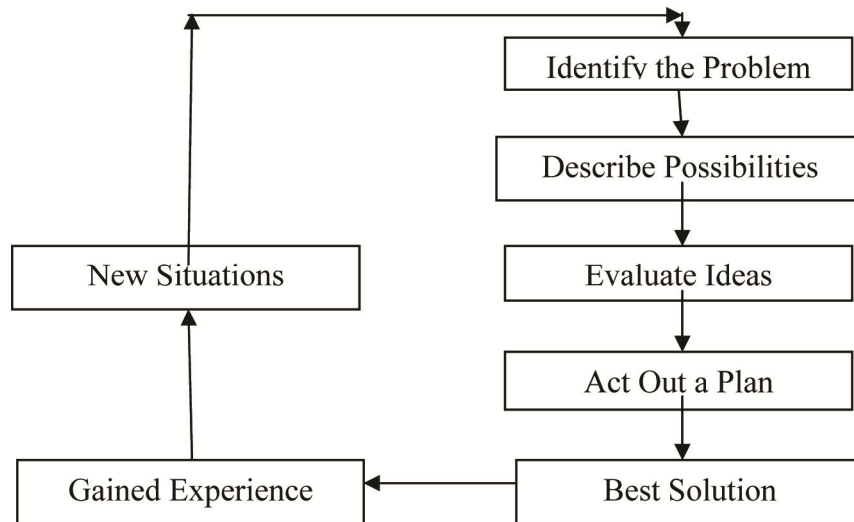 Identify the Problem
Describe Possibilities
New Situations
Evaluate Ideas
Act Out a Plan
Gained Experience
Best Solution